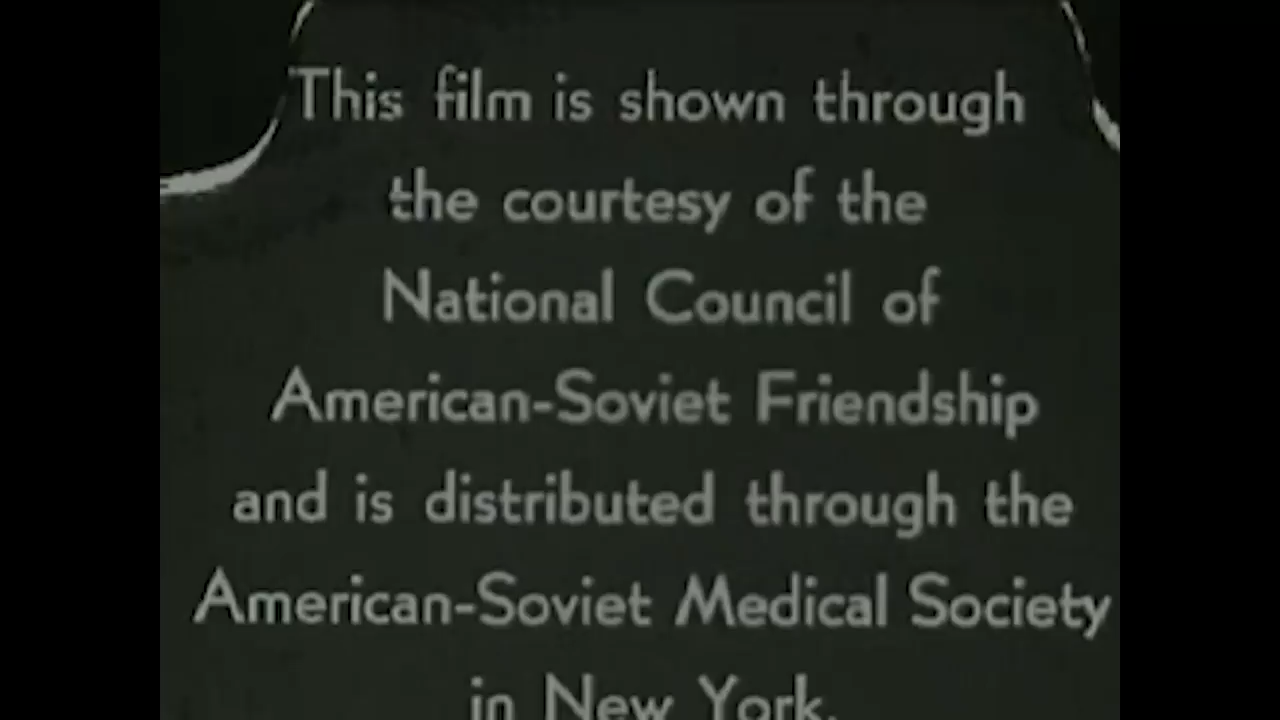 This film is shown through
the courtesy of the
National Council of
American-Soviet Friendship
and is distributed through the
American-Soviet Medical Society
in New York.